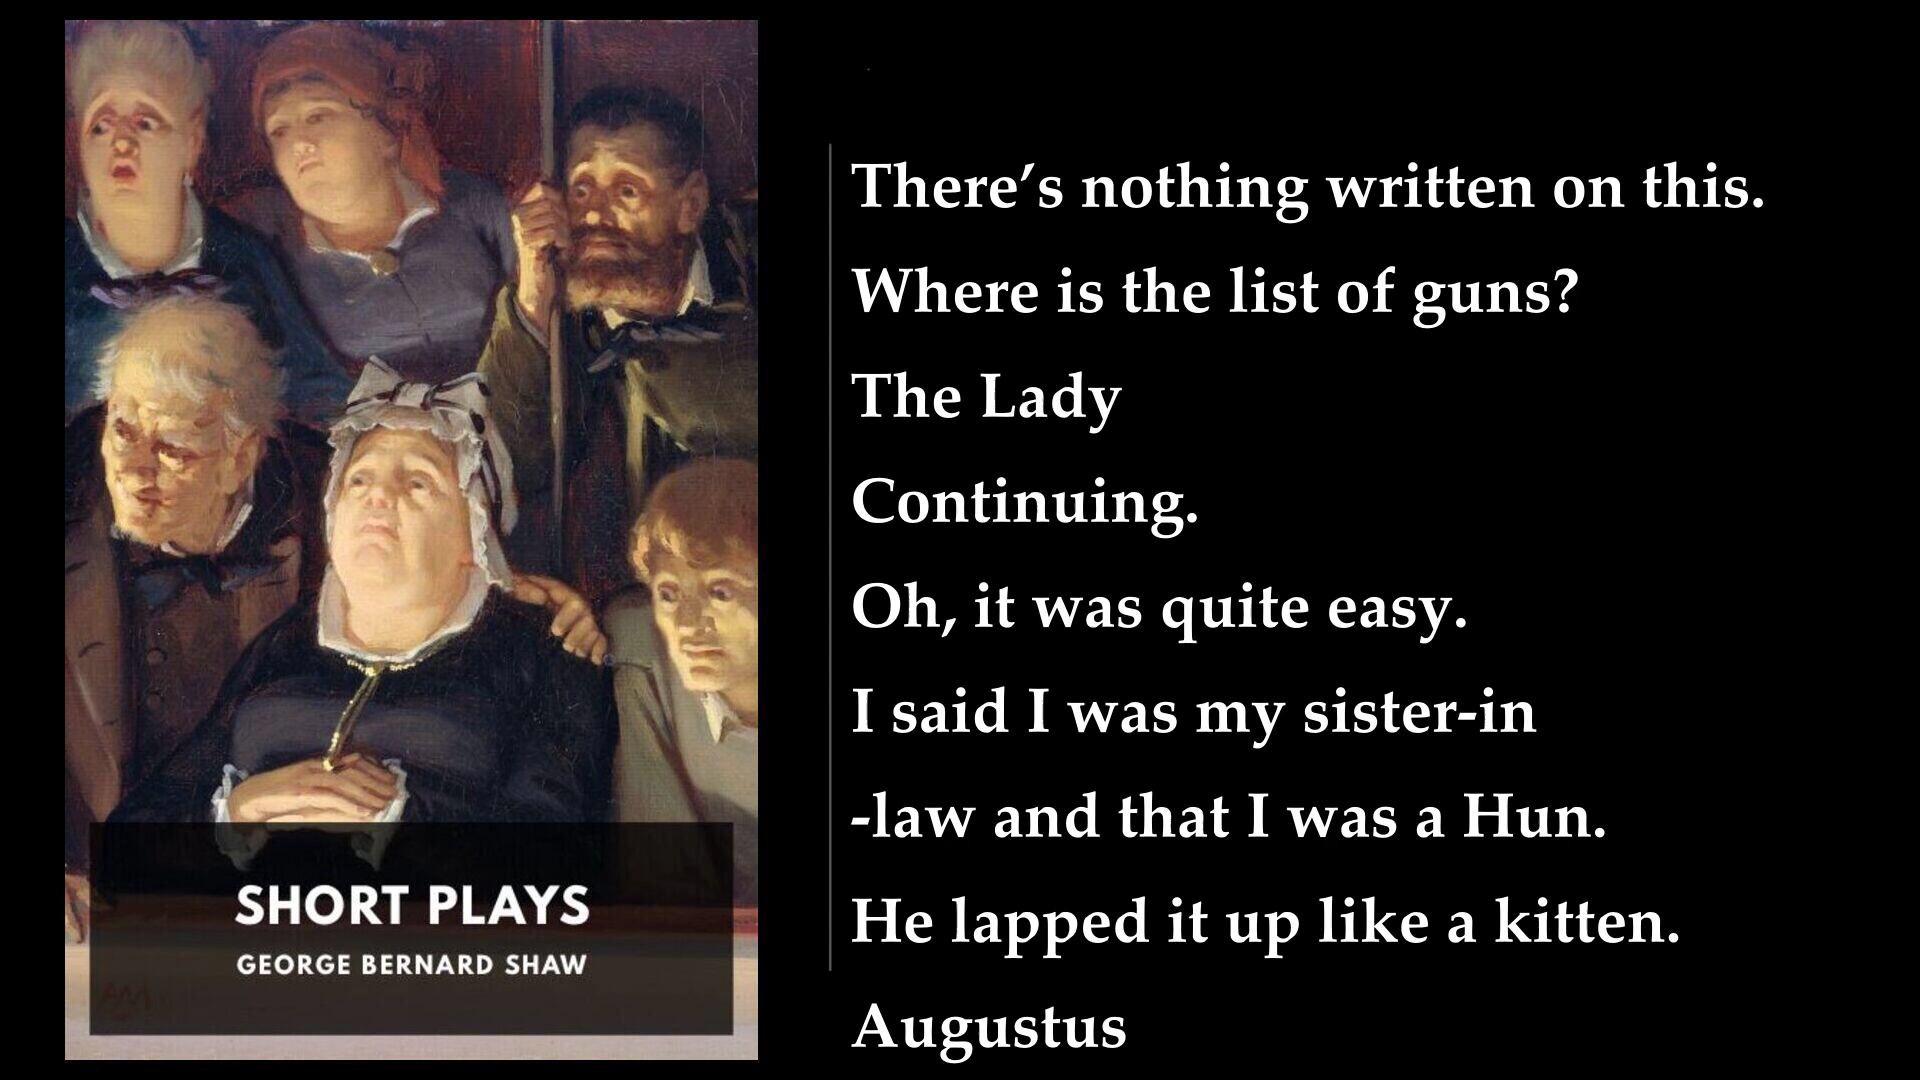 SHORT PLAYS
GEORGE BERNARD SHAW
There’s nothing written on this.
Where is the list of guns?
The Lady
Continuing.
Oh, it was quite easy.
I said I was my sister-in
-law and that I was a Hun.
He lapped it up like a kitten.
Augustus